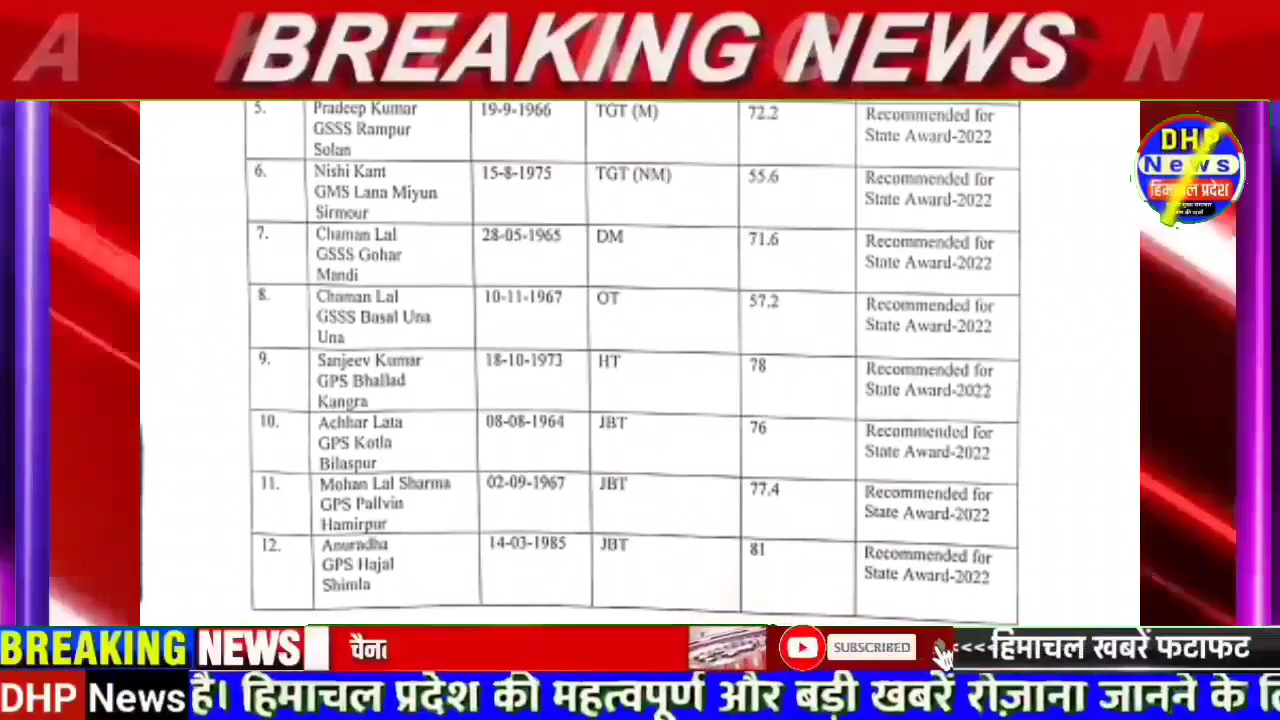 BREAKING NEWS
5. Pradeep Kumar 19-9-1966 TGT (M) 72.2 Recommended for
GSSS Rampur State Award-2022
Solan
6. Nishi Kant 15-8-1975 TGT (NM) 55.6 Recommended for
GMS Lana Miyun State Award-2022
Sirmour
7. Chaman Lal 28-05-1965 DM 71.6 Recommended for
GSSS Gohar State Award-2022
Mandi
8. Chaman Lal 10-11-1967 OT 57.2 Recommended for
GSSS Basal Una State Award-2022
Una
9. Sanjeev Kumar 18-10-1973 HT 78 Recommended for
GPS Bhallad State Award-2022
Kangra
10. Achhar Lata 08-08-1964 JBT 76 Recommended for
GPS Kotla State Award-2022
Bilaspur
11. Mohan Lal Sharma 02-09-1967 JBT 77.4 Recommended for
GPS Pallvin State Award-2022
Hamirpur
12. Anuradha 14-03-1985 JBT 81 Recommended for
GPS Hajal State Award-2022
Shimla
DHP
News
हिमाचल प्रदेश
BREAKING NEWS चैन SUBSCRIBED <<<हिमाचल खबरें फटाफट
DHP News है। हिमाचल प्रदेश की महत्वपूर्ण और बड़ी खबरें रोज़ाना जानने के लि